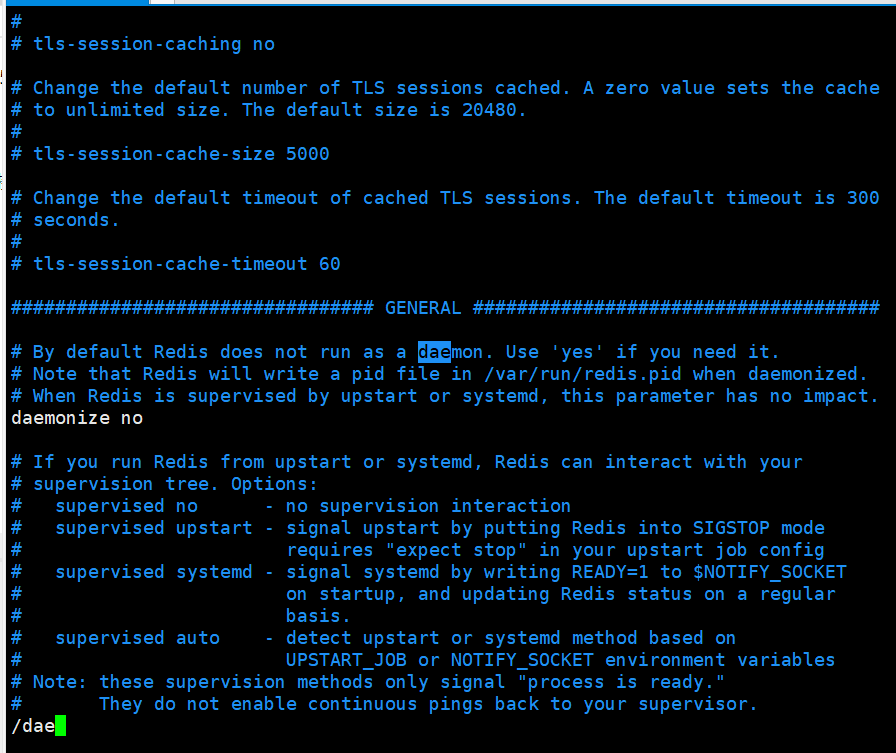 #
# tls-session-caching no
# Change the default number of TLS sessions cached. A zero value sets the cache
# to unlimited size. The default size is 20480.
#
# tls-session-cache-size 5000
# Change the default timeout of cached TLS sessions. The default timeout is 300
# seconds.
#
# tls-session-cache-timeout 60
################################# GENERAL #####################################
# By default Redis does not run as a daemon. Use 'yes' if you need it.
# Note that Redis will write a pid file in /var/run/redis.pid when daemonized.
# When Redis is supervised by upstart or systemd, this parameter has no impact.
daemonize no
# If you run Redis from upstart or systemd, Redis can interact with your
# supervision tree. Options:
#   supervised no      - no supervision interaction
#   supervised upstart - signal upstart by putting Redis into SIGSTOP mode
#                        requires "expect stop" in your upstart job config
#   supervised systemd - signal systemd by writing READY=1 to $NOTIFY_SOCKET
#                        on startup, and updating Redis status on a regular
#                        basis.
#   supervised auto    - detect upstart or systemd method based on
#                        UPSTART_JOB or NOTIFY_SOCKET environment variables
# Note: these supervision methods only signal "process is ready."
#       They do not enable continuous pings back to your supervisor.
/dae